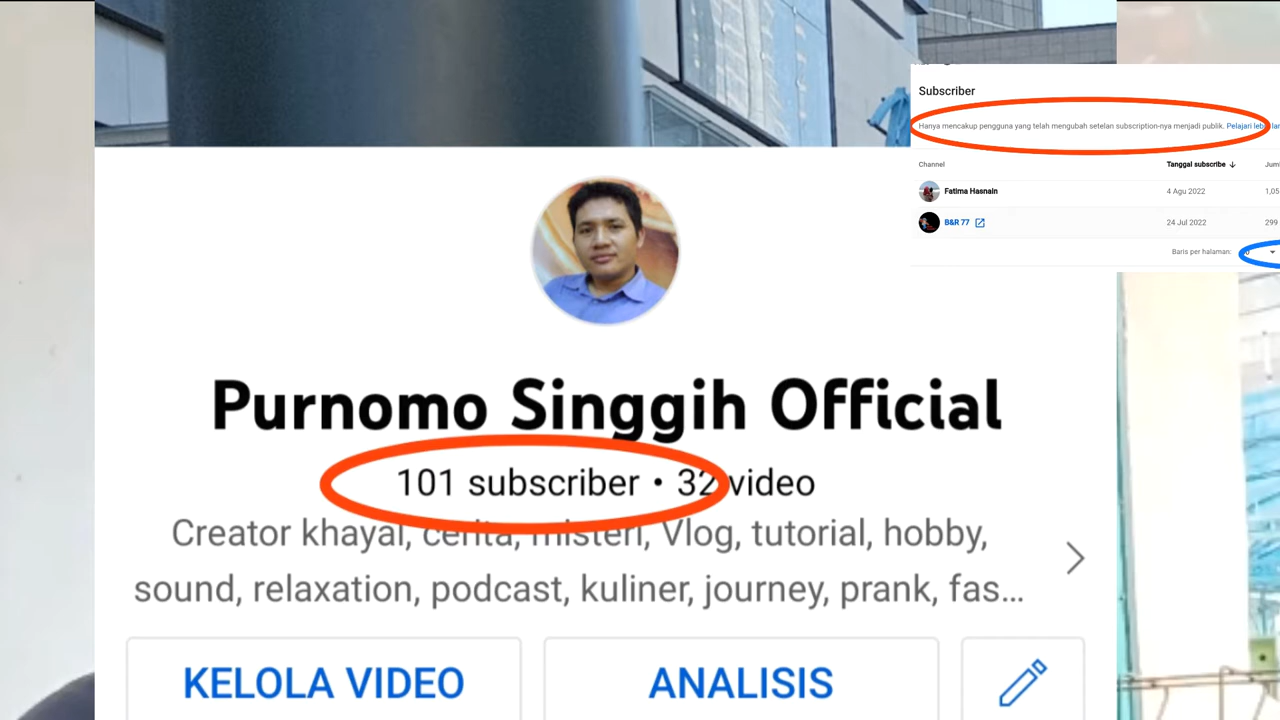 Subscriber
Hanya mencakup pengguna yang telah mengubah setelan subscription-nya menjadi publik. Pelajari
Channel Tanggal subscribe
Fatima Hasnain 4 Agu 2022 1,05
B&R 77 24 Jul 2022 299
Baris per halaman:
Purnomo Singgih Official
101 subscriber • 32 video
Creator khayal, cerita, misteri, Vlog, tutorial, hobby,
sound, relaxation, podcast, kuliner, journey, prank, fas...
KELOLA VIDEO ANALISIS